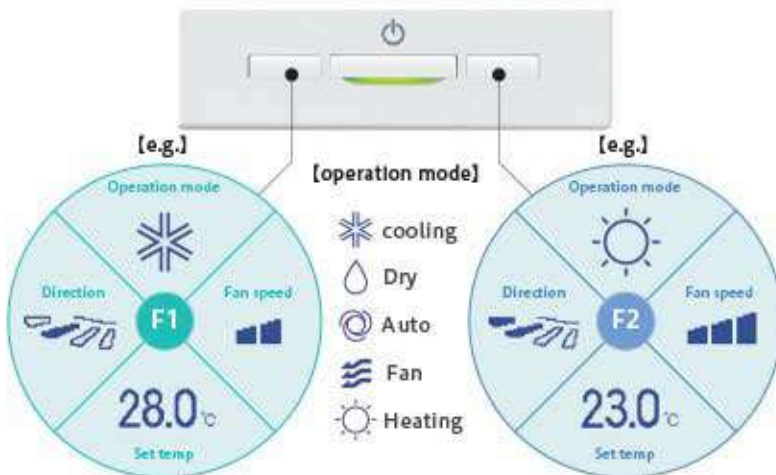 【e.g.】
【e.g.】
【operation mode】
Operation mode
Direction
Fan speed
F1
28.0℃
Set temp
cooling
Dry
Auto
Fan
Heating
Operation mode
Direction
Fan speed
F2
23.0℃
Set temp